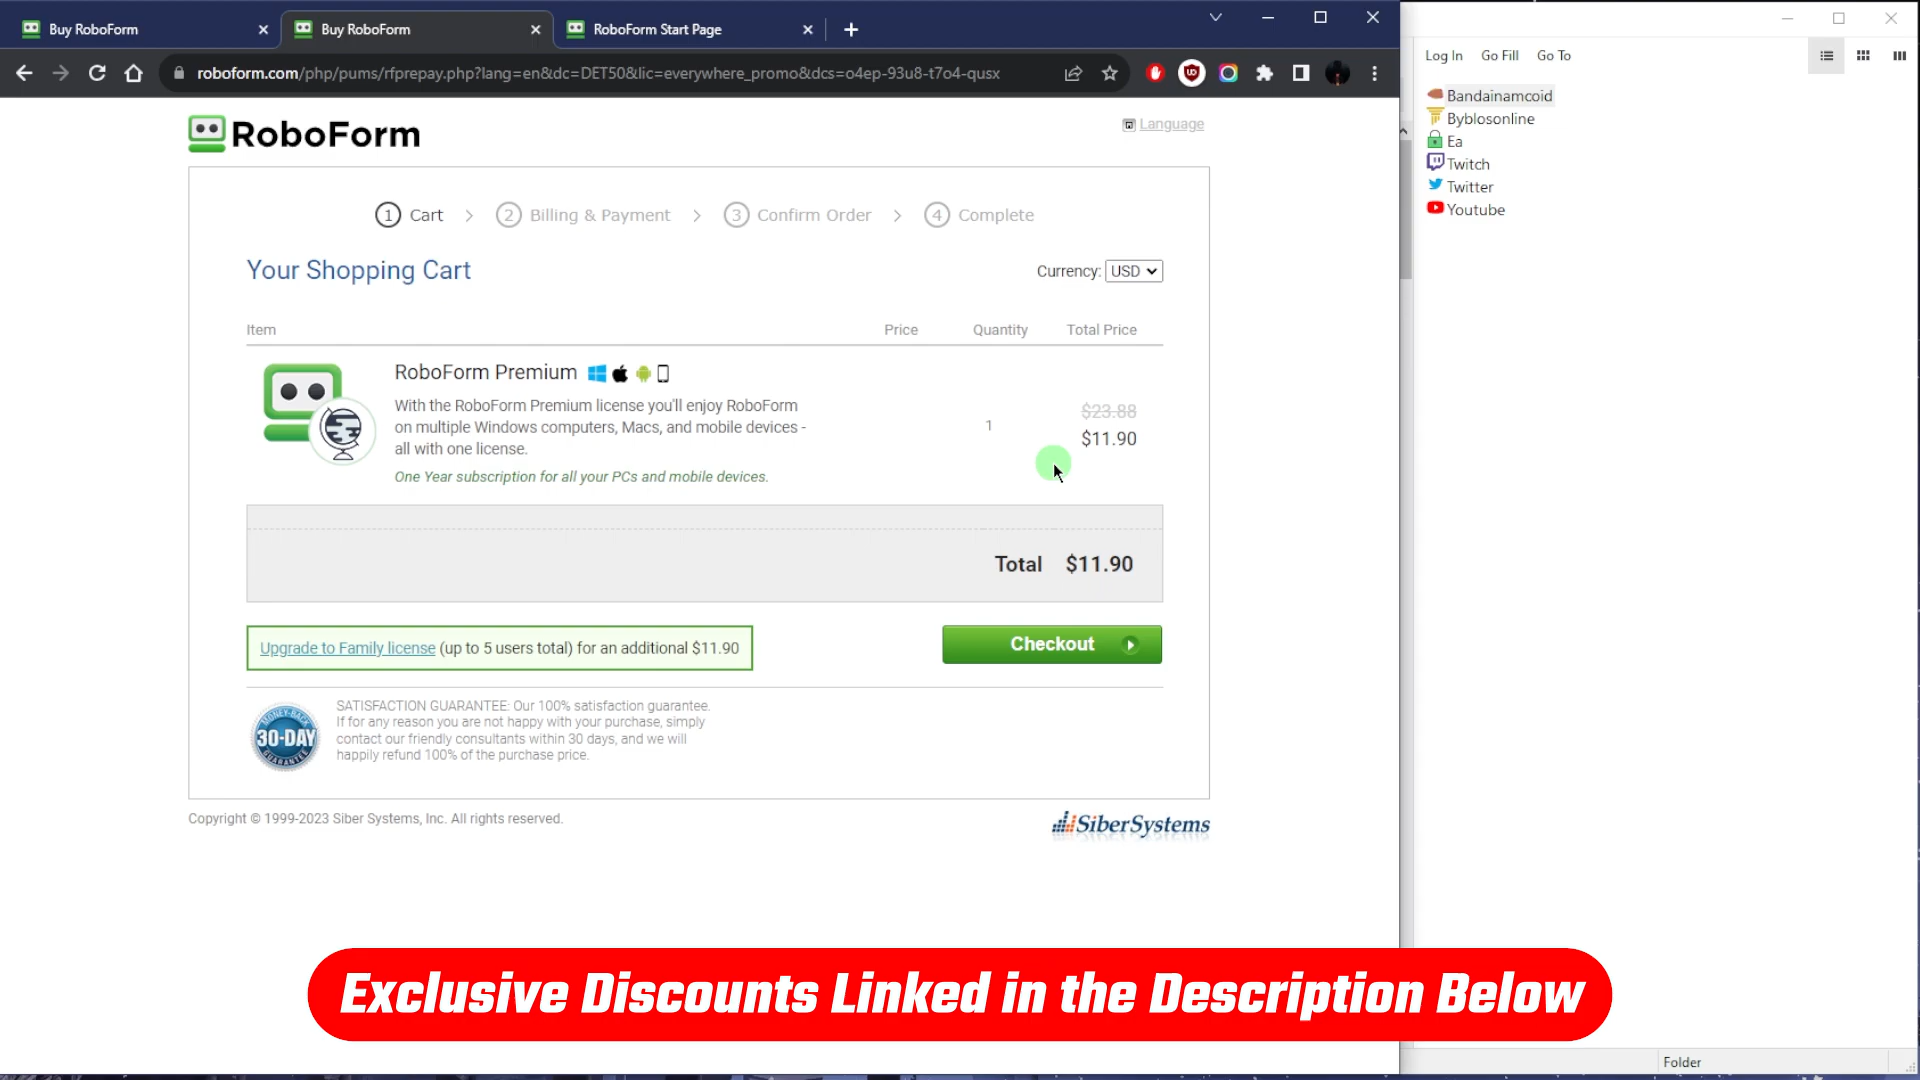 Buy RoboForm
Buy RoboForm
RoboForm Start Page
roboform.com/php/pums/rfprepay.php?lang=en&dc=DET50&lic=everywhere_promo&dcs=o4ep-93u8-t7o4-qusx
Log In Go Fill Go To
Bandainamcoid
Byblosonline
Ea
Twitch
Twitter
Youtube
RoboForm
Language
1 Cart > 2 Billing & Payment > 3 Confirm Order > 4 Complete
Your Shopping Cart
Currency: USD
Item Price Quantity Total Price
RoboForm Premium
With the RoboForm Premium license you'll enjoy RoboForm
on multiple Windows computers, Macs, and mobile devices -
all with one license.
One Year subscription for all your PCs and mobile devices.
1
$23.88
$11.90
Total $11.90
Upgrade to Family license (up to 5 users total) for an additional $11.90
Checkout
MONEY-BACK
30-DAY
GUARANTEE
SATISFACTION GUARANTEE: Our 100% satisfaction guarantee.
If for any reason you are not happy with your purchase, simply
contact our friendly consultants within 30 days, and we will
happily refund 100% of the purchase price.
Copyright © 1999-2023 Siber Systems, Inc. All rights reserved.
SiberSystems
Exclusive Discounts Linked in the Description Below
Folder